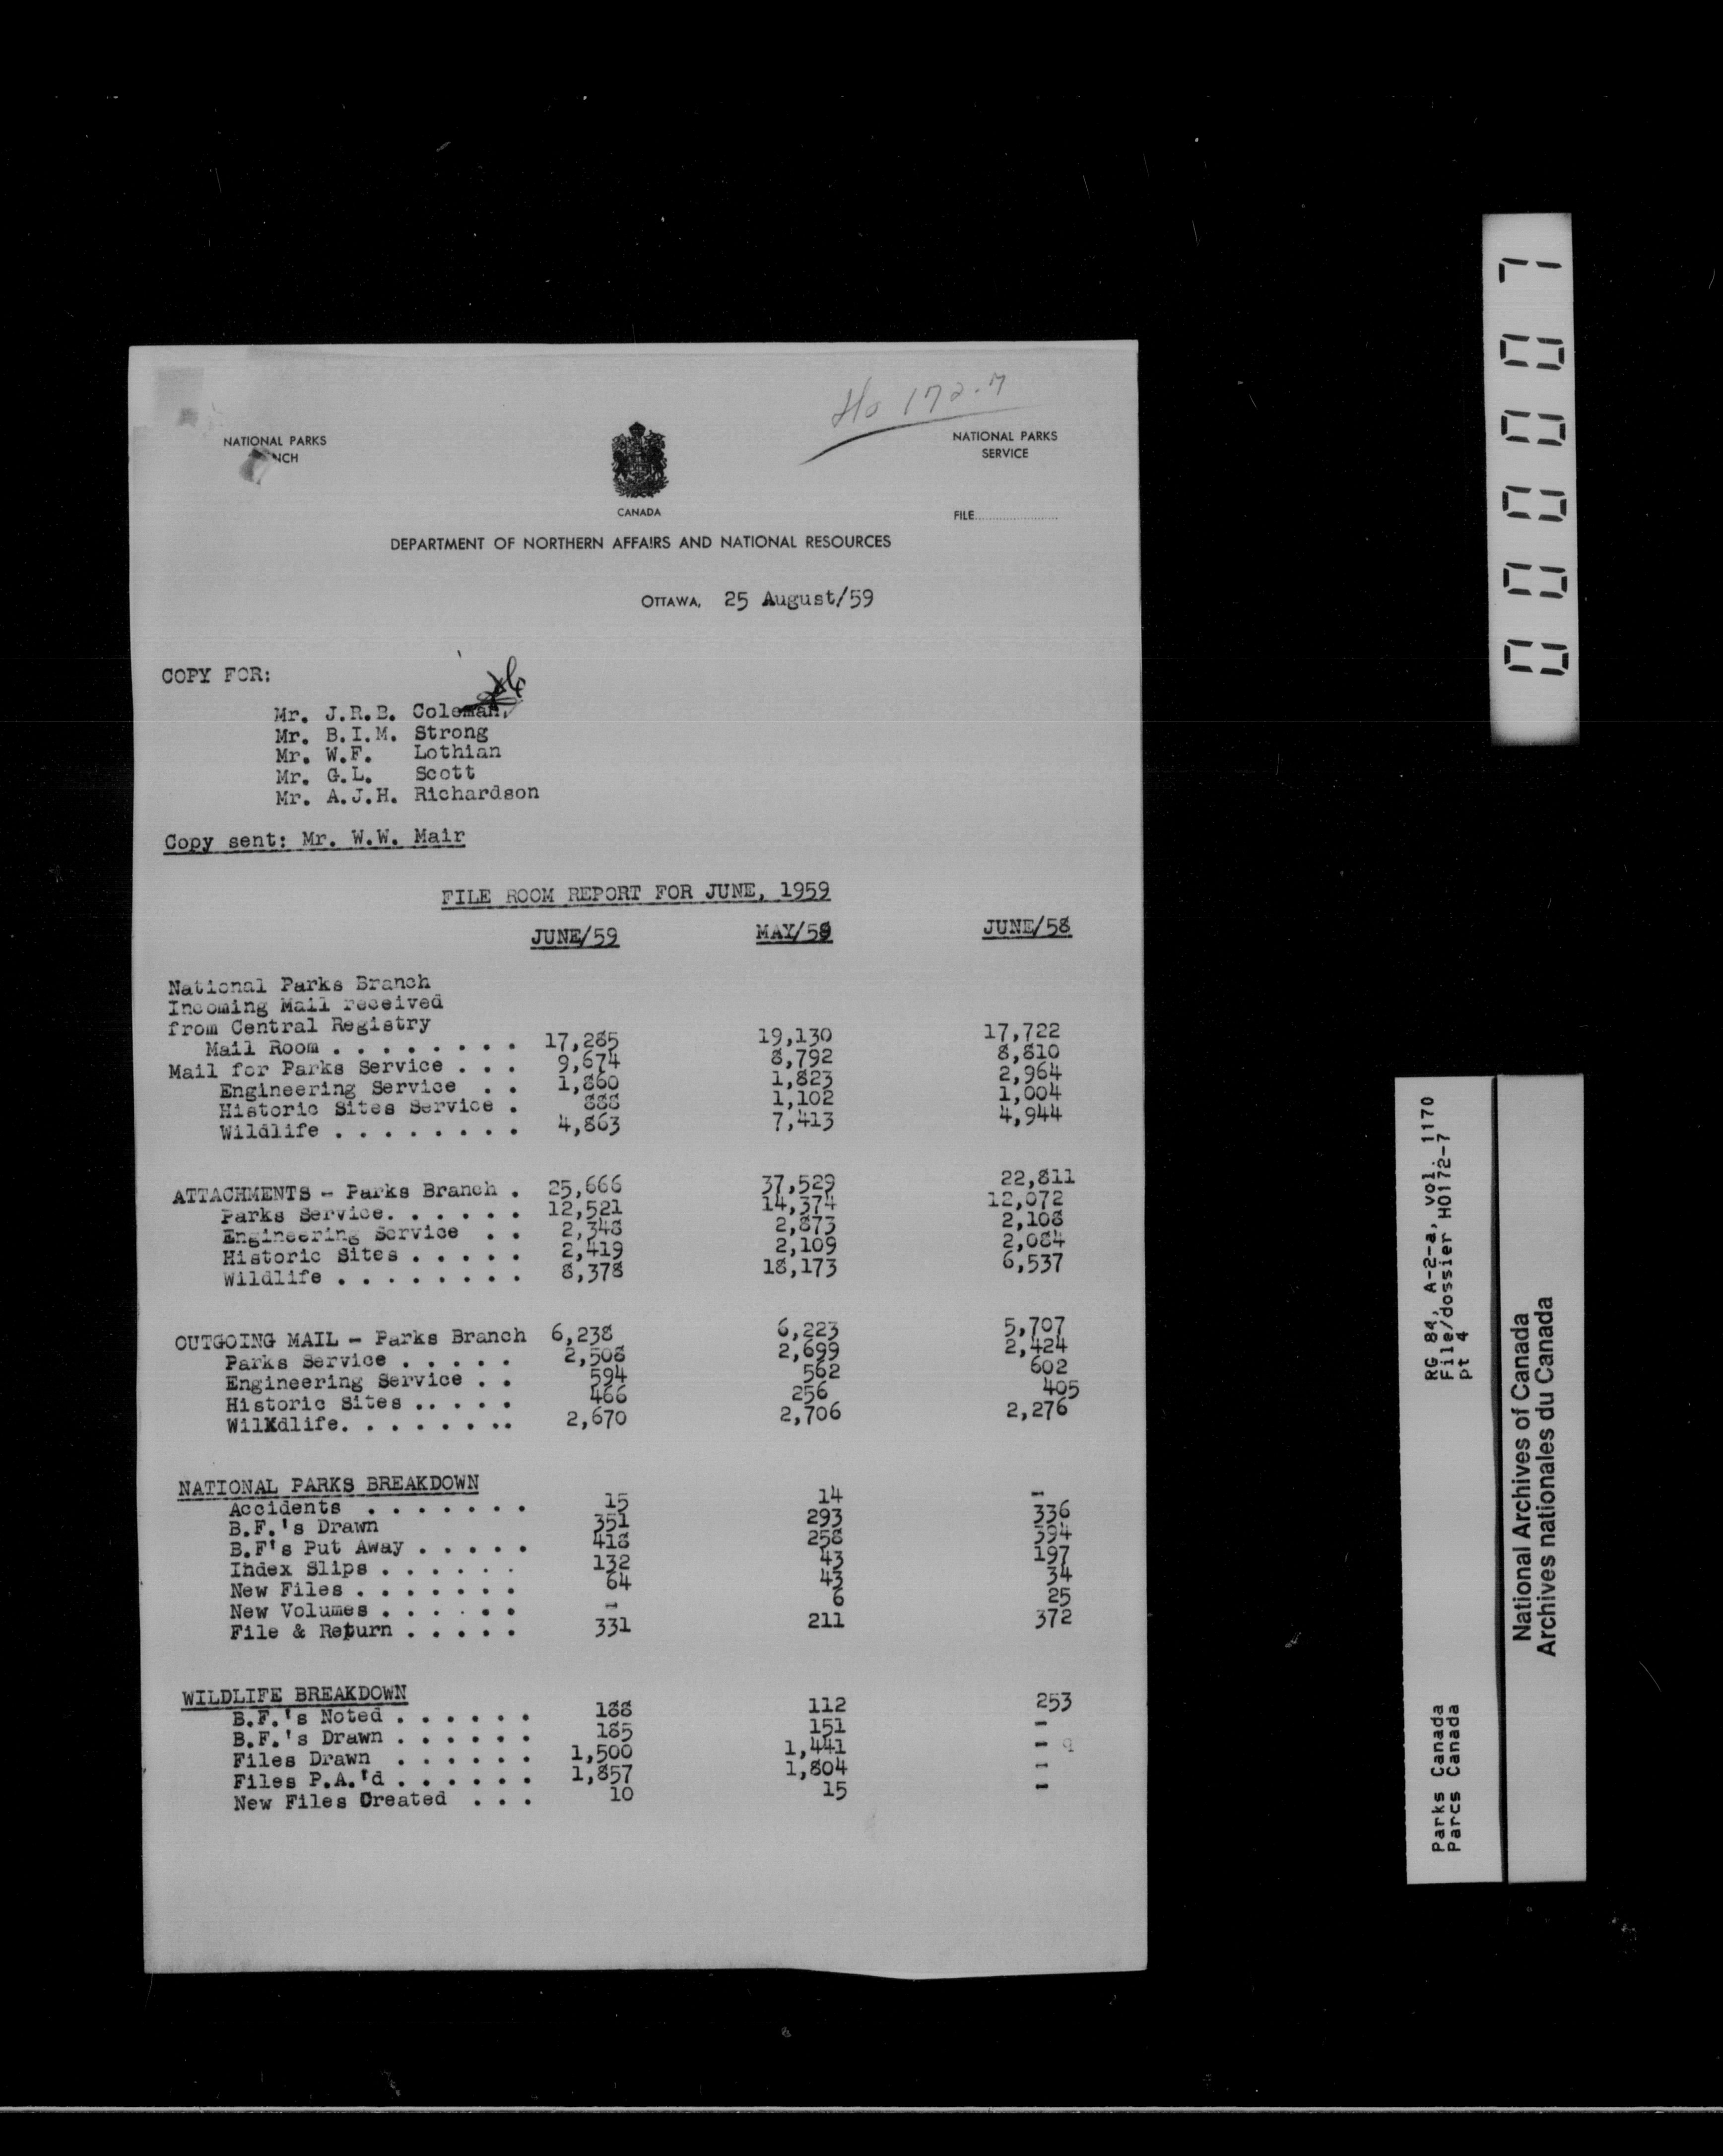 Ho 172-7
NATIONAL PARKS
NCH
NATIONAL PARKS
SERVICE
CANADA
FILE
DEPARTMENT OF NORTHERN AFFAIRS AND NATIONAL RESOURCES
OTTAWA, 25 August/59
COPY FOR:
Mr. J.R.B. Coleman,
Mr. B.I.M. Strong
Mr. W.F. Lothian
Mr. G.L. Scott
Mr. A.J.H. Richardson
Copy sent: Mr. W.W. Mair
FILE ROOM REPORT FOR JUNE, 1959
JUNE/59 MAY/59 JUNE/58
National Parks Branch
Incoming Mail received
from Central Registry
Mail Room . . . . . . . . 17,285 19,130 17,722
Mail for Parks Service . . . 9,674 8,792 8,810
Engineering Service . . 1,860 1,823 2,964
Historic Sites Service . 888 1,102 1,004
Wildlife . . . . . . . . 4,863 7,413 4,944
ATTACHMENTS - Parks Branch . 25,666 37,529 22,811
Parks Service. . . . . . 12,521 14,374 12,072
Engineering Service . . 2,348 2,873 2,108
Historic Sites . . . . . 2,419 2,109 2,084
Wildlife . . . . . . . . 8,378 18,173 6,537
OUTGOING MAIL - Parks Branch 6,238 6,223 5,707
Parks Service . . . . . 2,508 2,699 2,424
Engineering Service . . 594 562 602
Historic Sites . . . . . 466 256 405
WilXdlife. . . . . . . . . 2,670 2,706 2,276
NATIONAL PARKS BREAKDOWN
Accidents . . . . . . . 15 14 -
B.F.'s Drawn 351 293 336
B.F's Put Away . . . . . 418 258 394
Index Slips . . . . . . 132 43 197
New Files . . . . . . . 64 43 34
New Volumes . . . . . . - 6 25
File & Return . . . . . 331 211 372
WILDLIFE BREAKDOWN
B.F.'s Noted . . . . . . 188 112 253
B.F.'s Drawn . . . . . . 185 151 -
Files Drawn . . . . . . 1,500 1,441 - 9
Files P.A.'d . . . . . . 1,857 1,804 -
New Files Created . . . 10 15 -
000007
RG 84, A-2-a, vol. 1170
File/dossier HO172-7
pt 4
Parks Canada
Parcs Canada
National Archives of Canada
Archives nationales du Canada